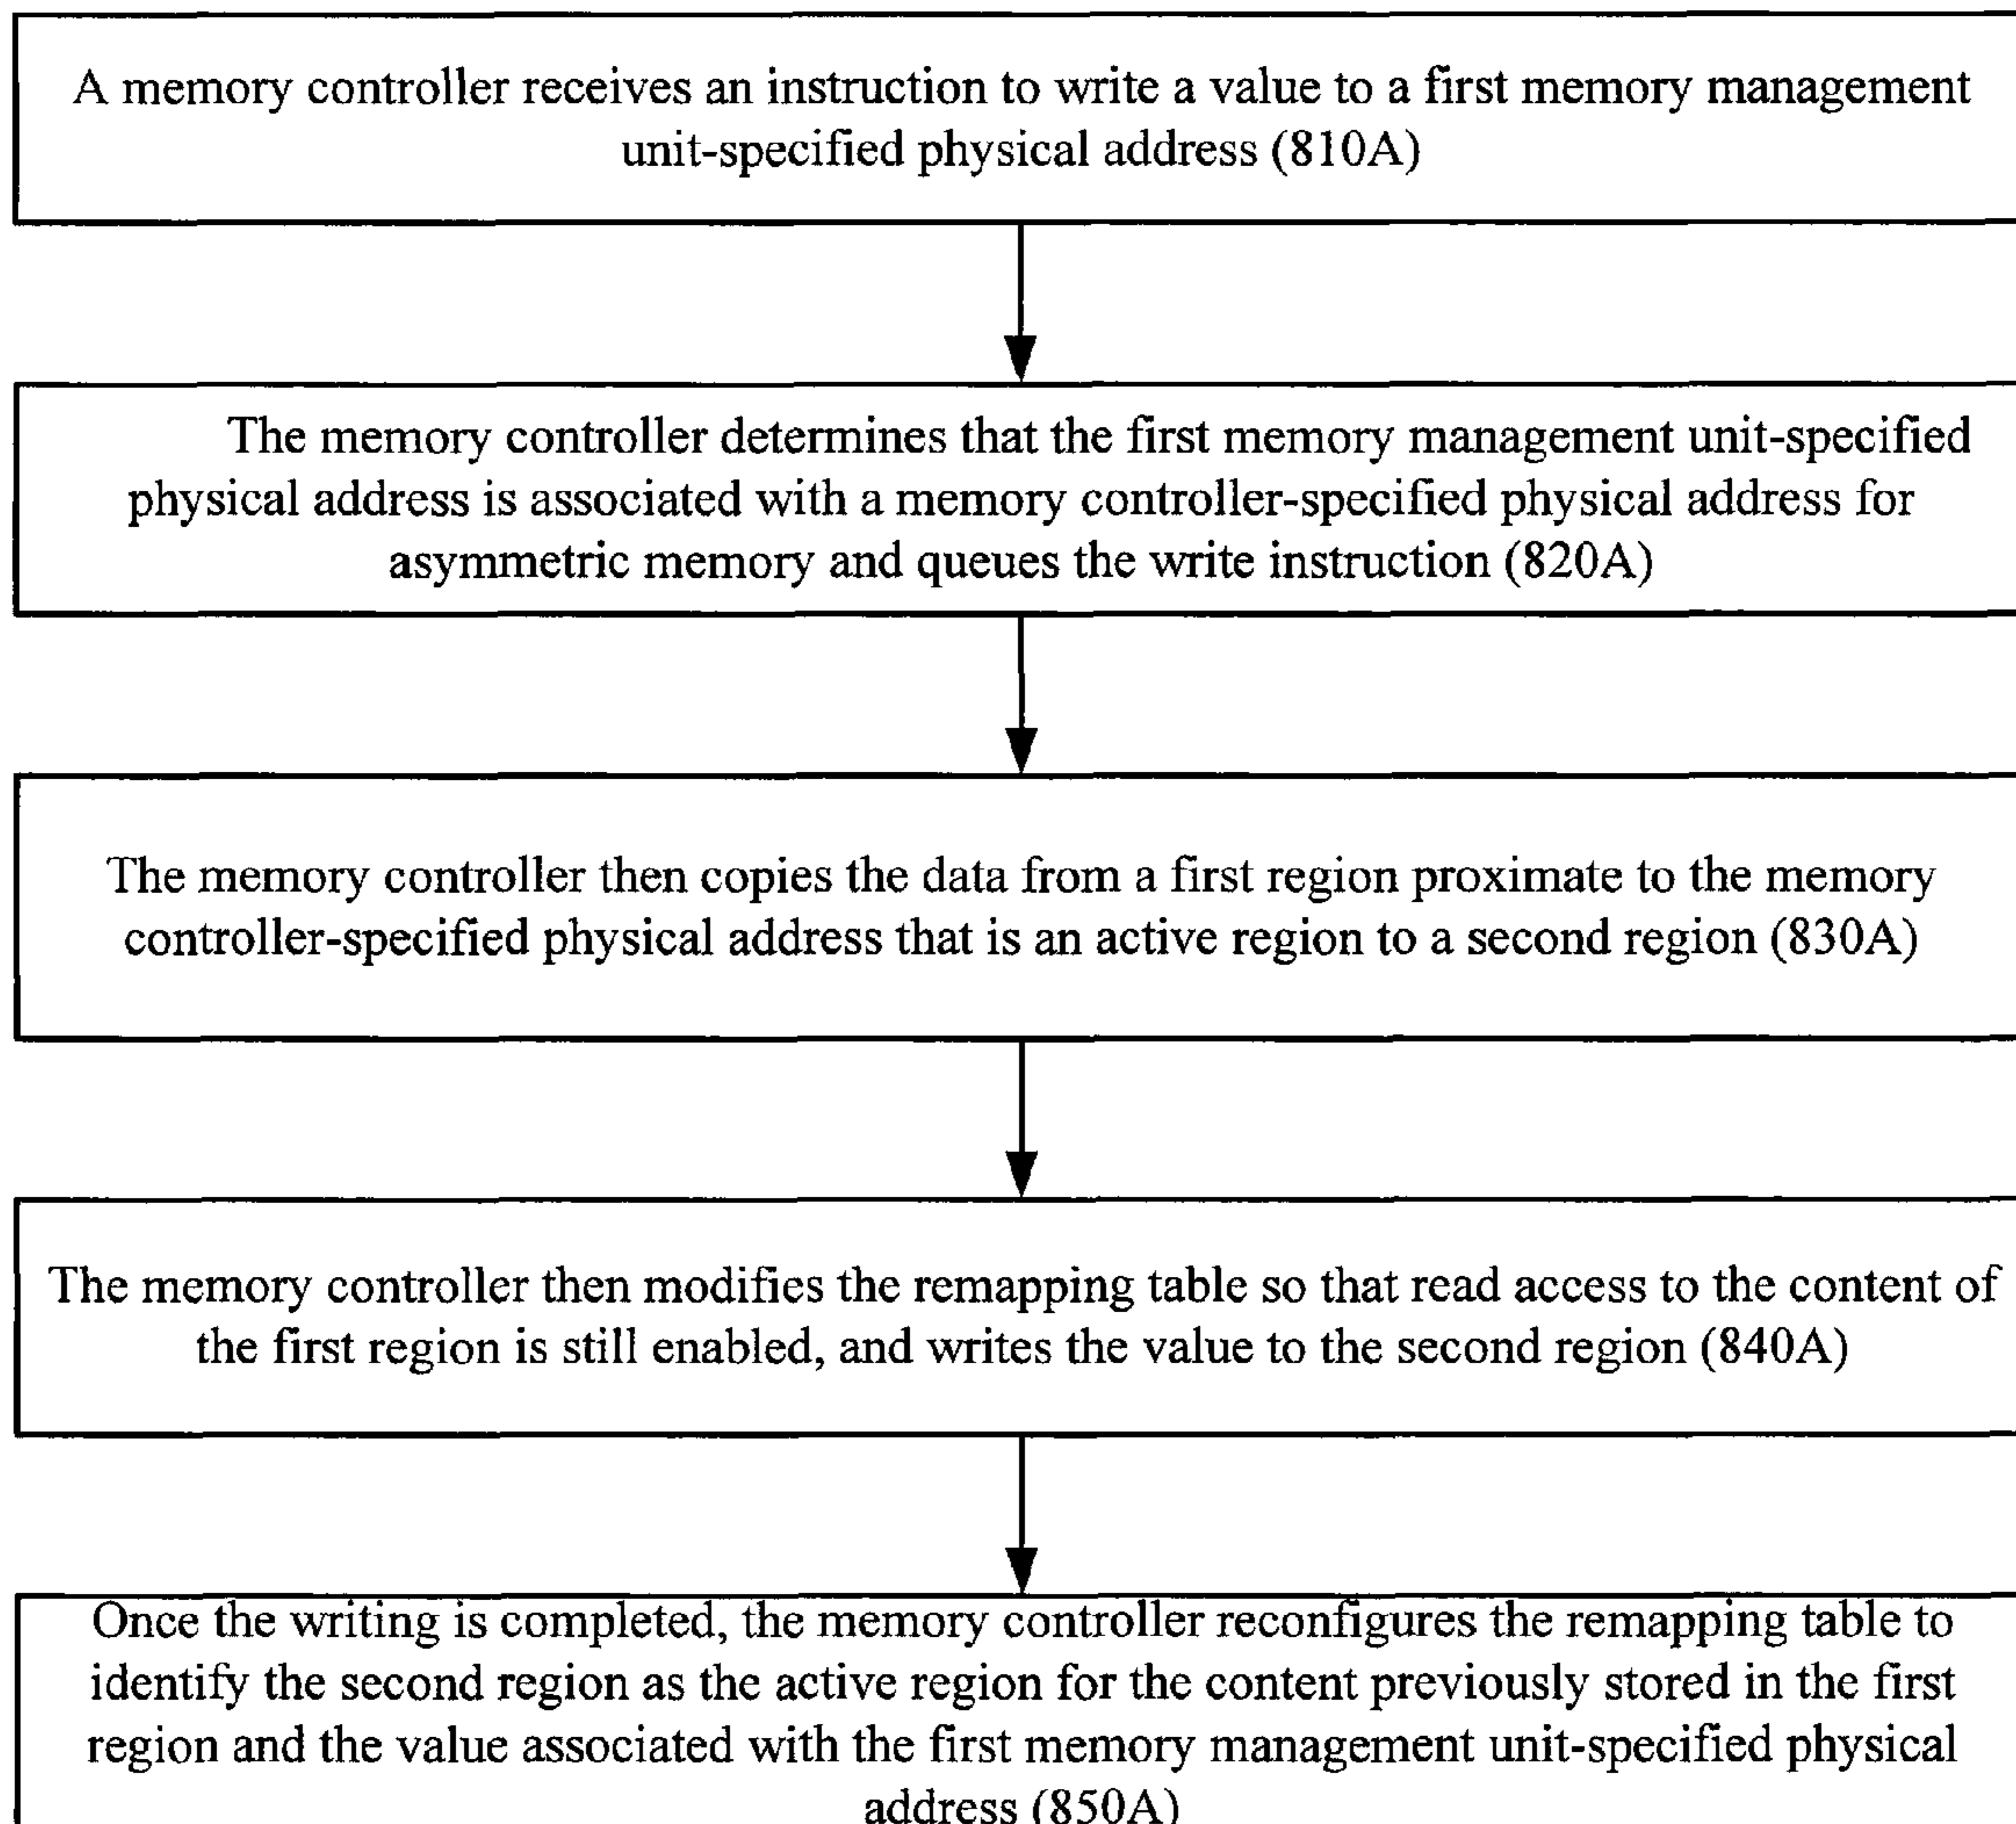 A memory controller receives an instruction to write a value to a first memory management
unit-specified physical address (810A)
The memory controller determines that the first memory management unit-specified
physical address is associated with a memory controller-specified physical address for
asymmetric memory and queues the write instruction (820A)
The memory controller then copies the data from a first region proximate to the memory
controller-specified physical address that is an active region to a second region (830A)
The memory controller then modifies the remapping table so that read access to the content of
the first region is still enabled, and writes the value to the second region (840A)
Once the writing is completed, the memory controller reconfigures the remapping table to
identify the second region as the active region for the content previously stored in the first
region and the value associated with the first memory management unit-specified physical
address (850A)